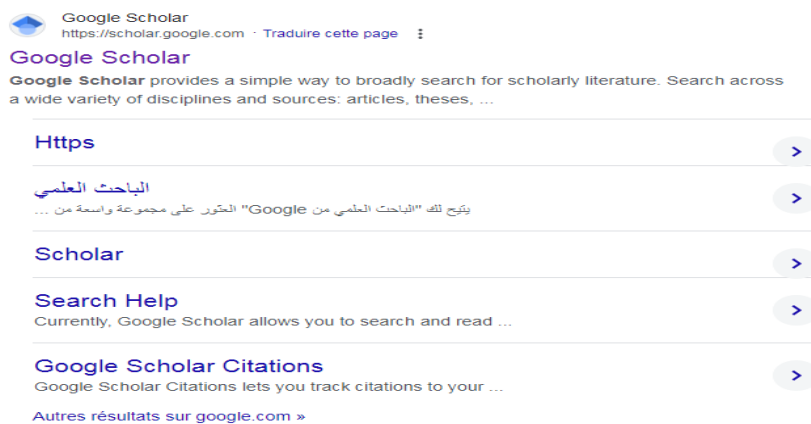 Google Scholar
https://scholar.google.com · Traduire cette page
Google Scholar
Google Scholar provides a simple way to broadly search for scholarly literature. Search across
a wide variety of disciplines and sources: articles, theses, ...
Https
الباحث العلمي
يتيح لك "الباحث العلمي من Google" العثور على مجموعة واسعة من ...
Scholar
Search Help
Currently, Google Scholar allows you to search and read ...
Google Scholar Citations
Google Scholar Citations lets you track citations to your ...
Autres résultats sur google.com »